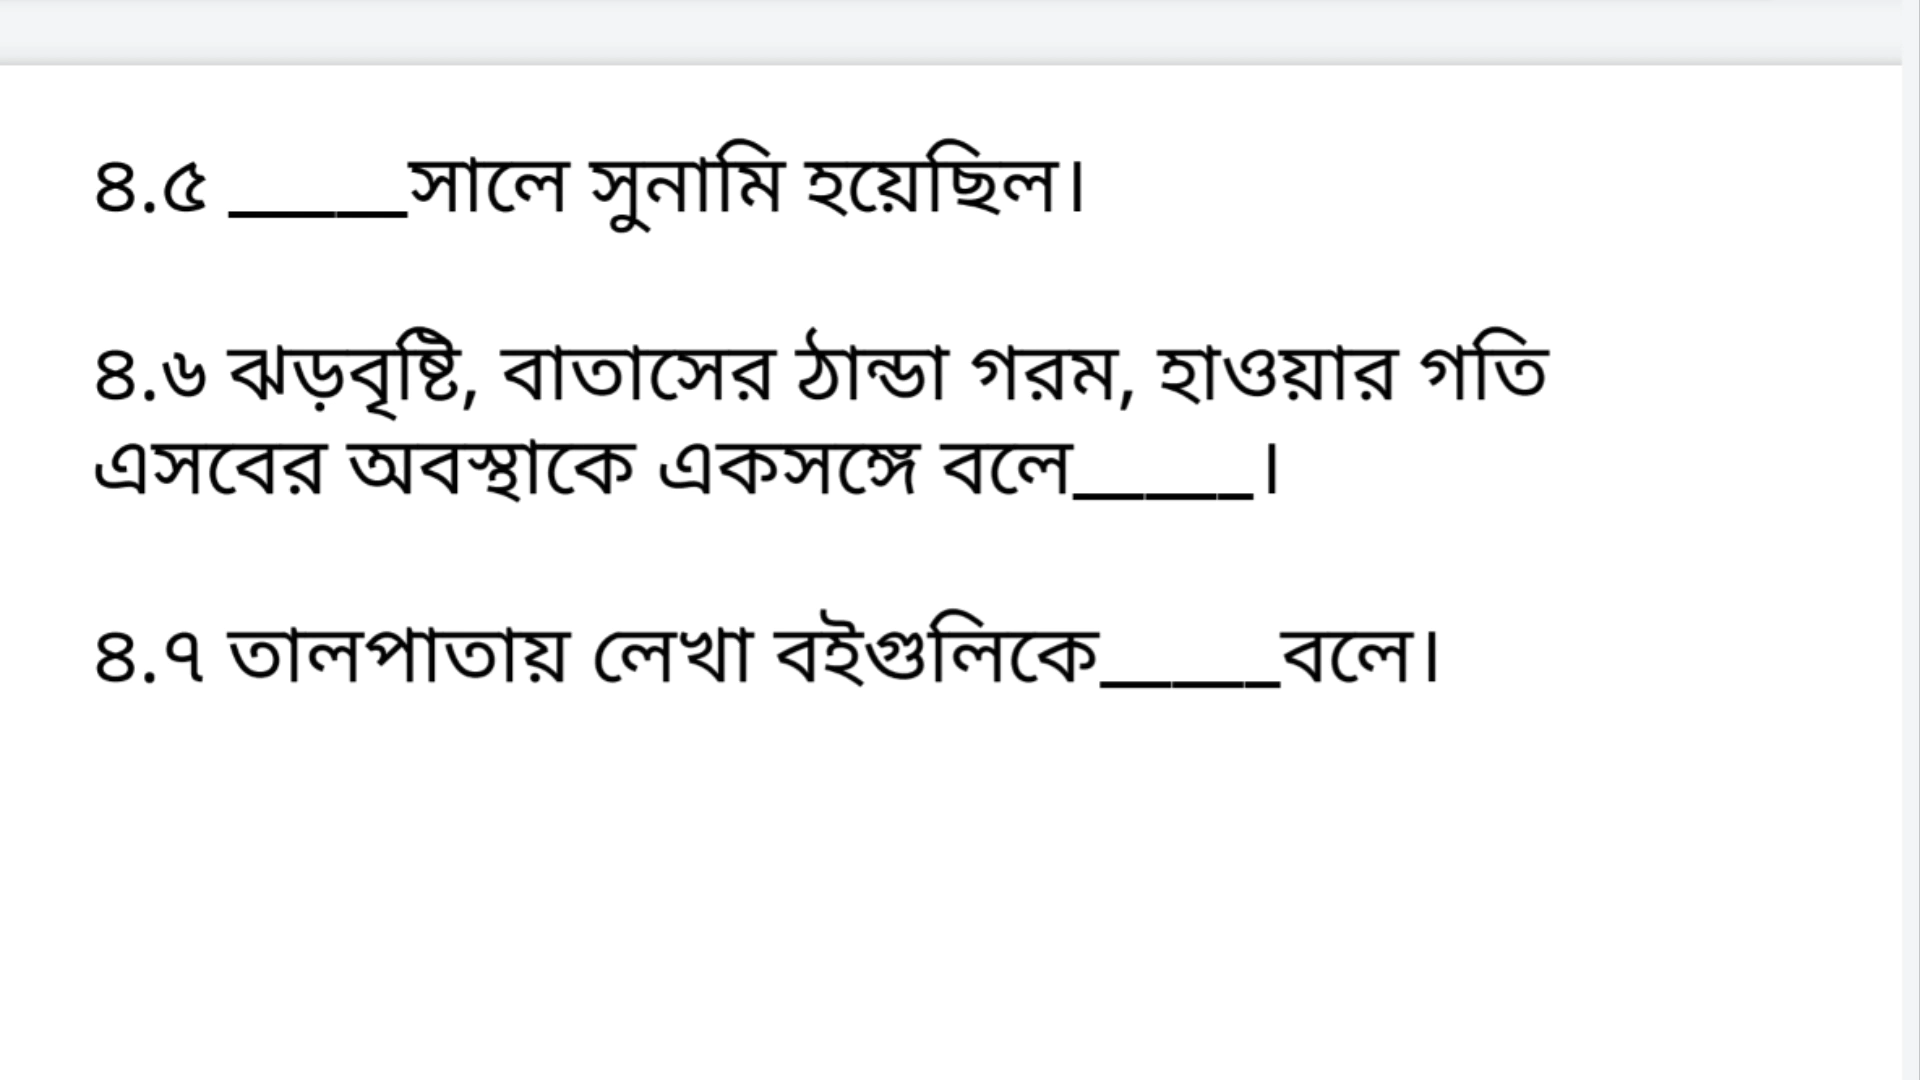 ৪.৫ _____সালে সুনামি হয়েছিল।
৪.৬ ঝড়বৃষ্টি, বাতাসের ঠান্ডা গরম, হাওয়ার গতি
এসবের অবস্থাকে একসঙ্গে বলে_____।
৪.৭ তালপাতায় লেখা বইগুলিকে_____বলে।